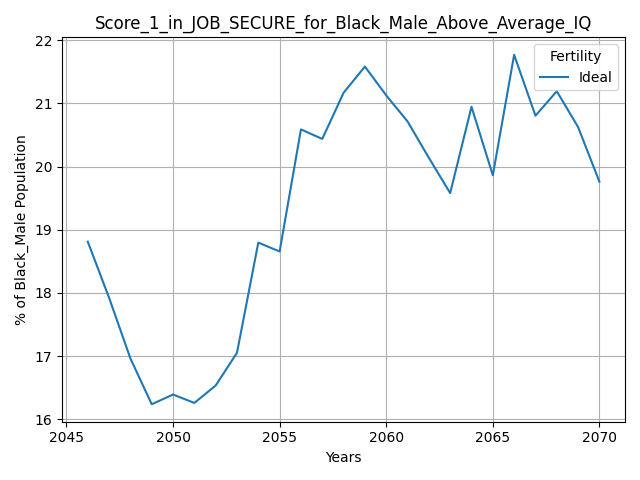 Score_1_in_JOB_SECURE_for_Black_Male_Above_Average_IQ
22
21
20
19
18
17
16
% of Black_Male Population
Fertility
Ideal
2045 2050 2055 2060 2065 2070
Years